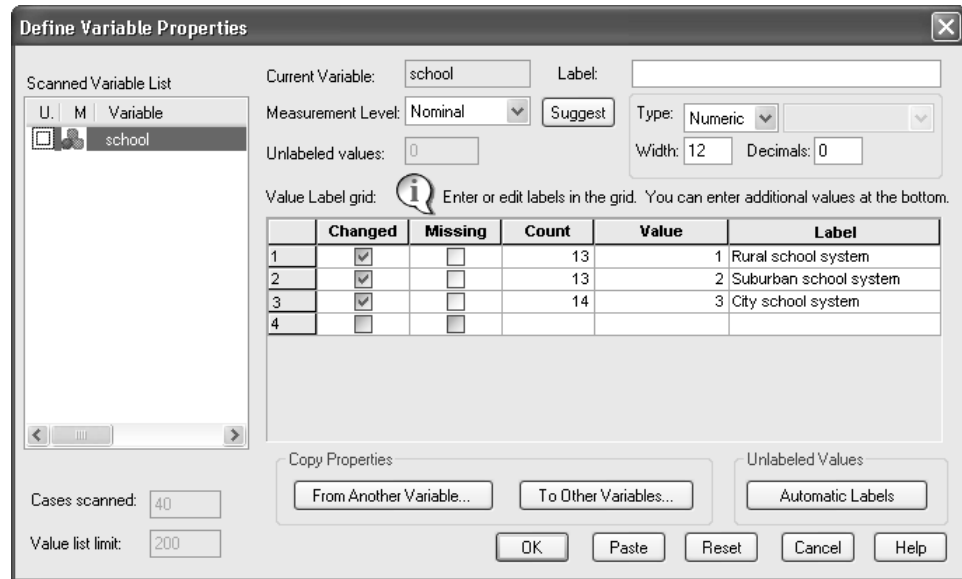 Define Variable Properties
Scanned Variable List
U. M Variable
school
Cases scanned: 40
Value list limit: 200
Current Variable: school Label:
Measurement Level: Nominal Suggest
Type: Numeric
Unlabeled values: 0
Width: 12 Decimals: 0
Value Label grid: i Enter or edit labels in the grid. You can enter additional values at the bottom.
Changed Missing Count Value Label
1 13 1 Rural school system
2 13 2 Suburban school system
3 14 3 City school system
4
Copy Properties
From Another Variable... To Other Variables...
Unlabeled Values
Automatic Labels
OK Paste Reset Cancel Help